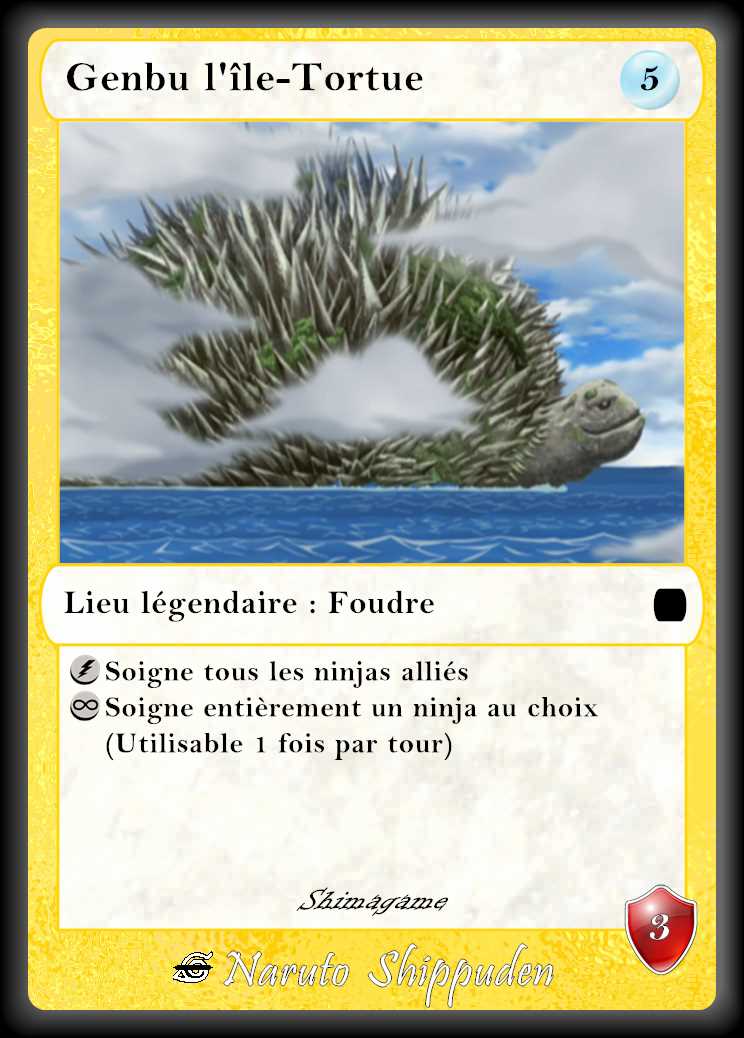 Genbu l'île-Tortue
5
Lieu légendaire : Foudre
Soigne tous les ninjas alliés
Soigne entièrement un ninja au choix
(Utilisable 1 fois par tour)
Shimagame
3
Naruto Shippuden